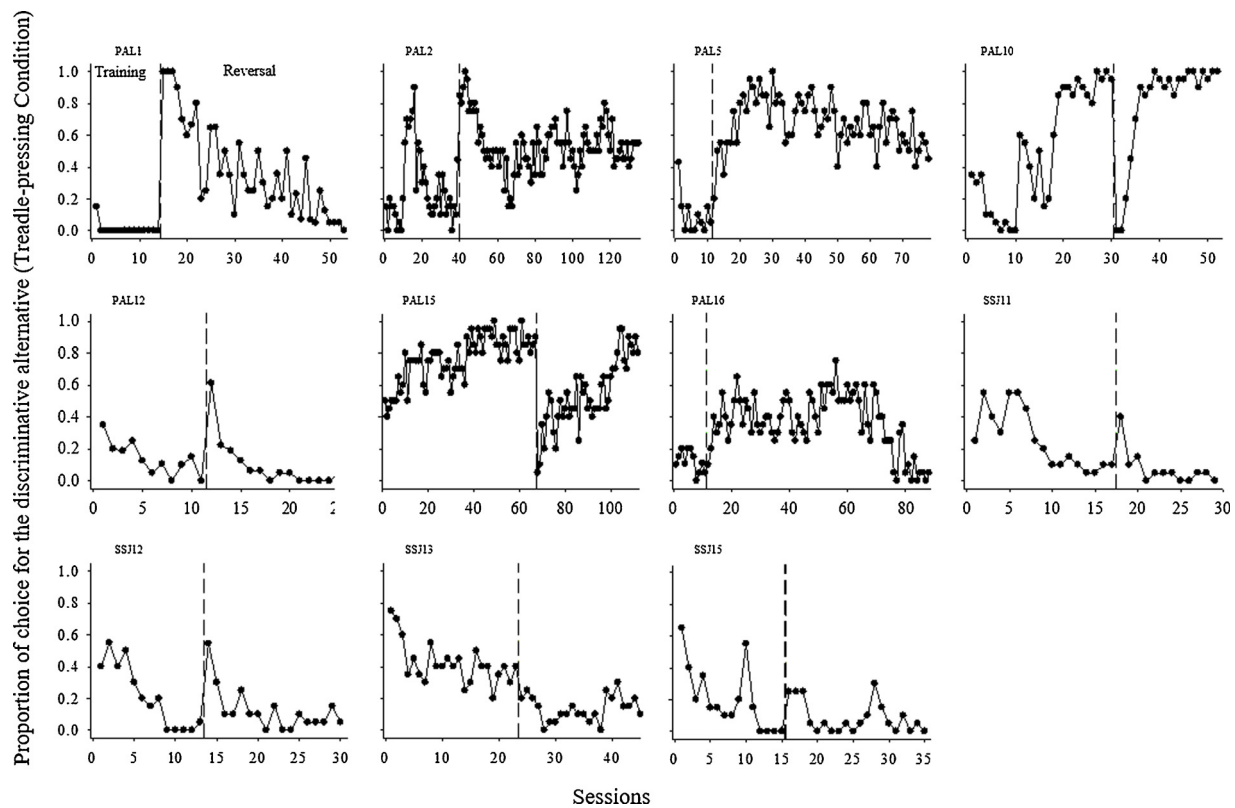 Proportion of choice for the discriminative alternative (Treadle-pressing Condition)
PAL1 PAL2 PAL5 PAL10
Training Reversal
1.0
0.8
0.6
0.4
0.2
0.0
0 10 20 30 40 50 0 20 40 60 80 100 120 0 10 20 30 40 50 60 70 0 10 20 30 40 50
PAL12 PAL15 PAL16 SSJ11
1.0
0.8
0.6
0.4
0.2
0.0
0 5 10 15 20 0 20 40 60 80 100 0 20 40 60 80 0 5 10 15 20 25 30
SSJ12 SSJ13 SSJ15
1.0
0.8
0.6
0.4
0.2
0.0
0 5 10 15 20 25 30 0 10 20 30 40 0 5 10 15 20 25 30 35
Sessions